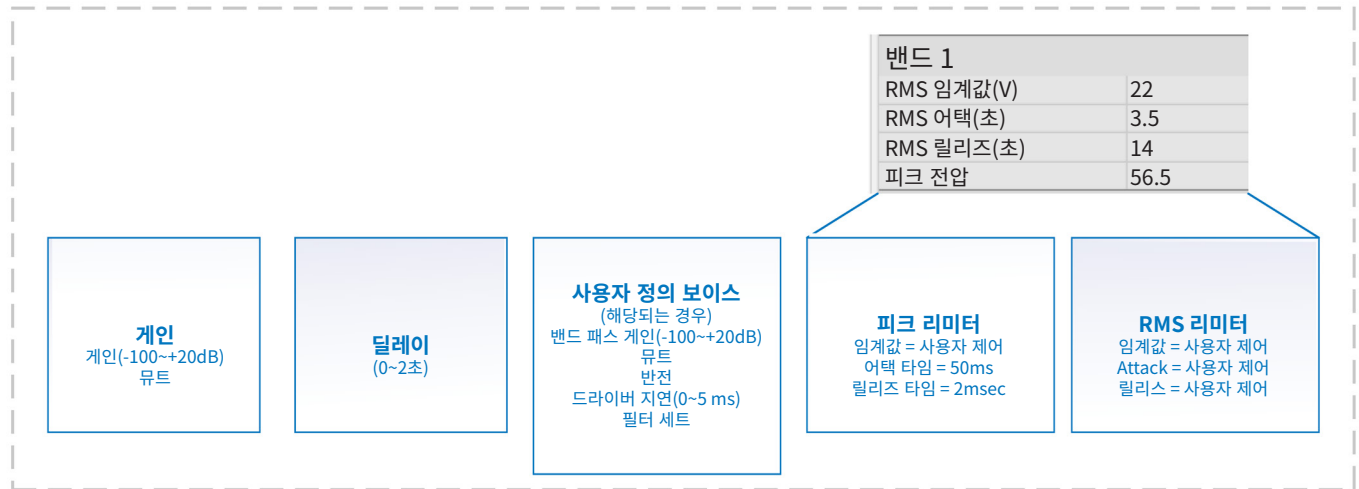 밴드 1
RMS 임계값(V) 22
RMS 어택(초) 3.5
RMS 릴리즈(초) 14
피크 전압 56.5
게인
게인(-100~+20dB)
뮤트
딜레이
(0~2초)
사용자 정의 보이스
(해당되는 경우)
밴드 패스 게인(-100~+20dB)
뮤트
반전
드라이버 지연(0~5 ms)
필터 세트
피크 리미터
임계값 = 사용자 제어
어택 타임 = 50ms
릴리즈 타임 = 2msec
RMS 리미터
임계값 = 사용자 제어
Attack = 사용자 제어
릴리스 = 사용자 제어